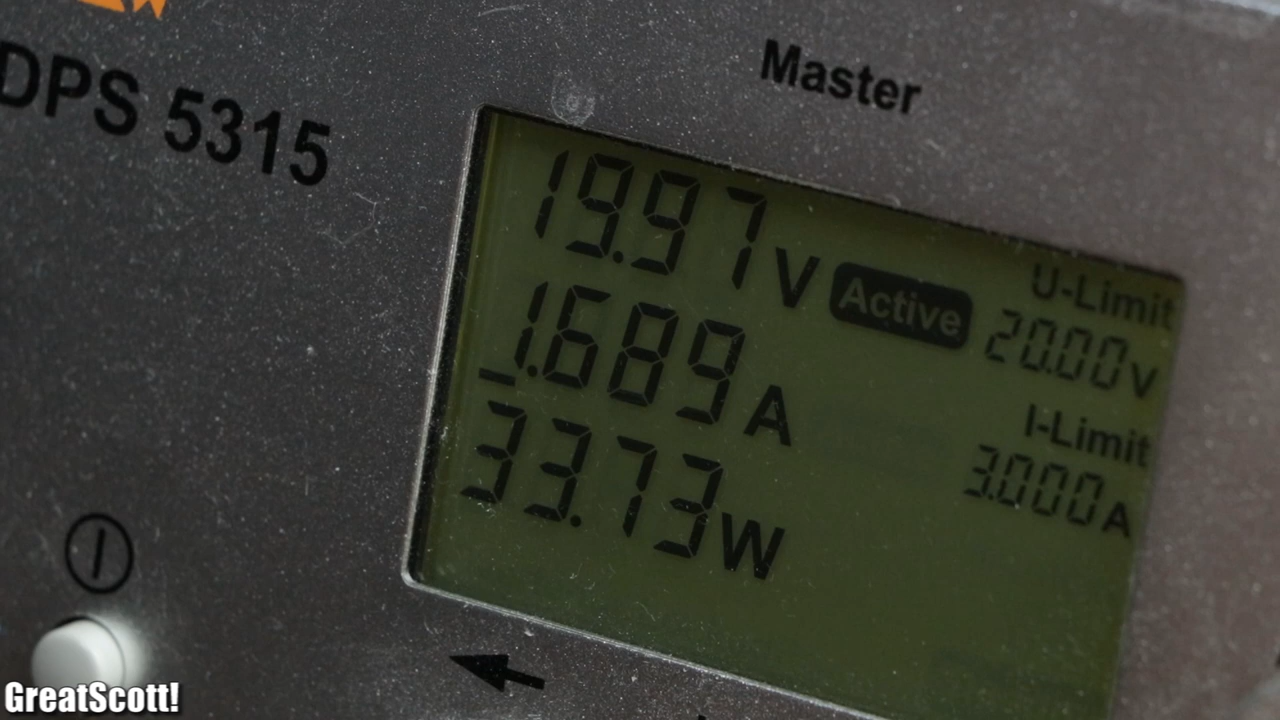 DPS 5315
Master
19.97 V
Active
U-Limit
20.00 V
1.689 A
I-Limit
3.000 A
33.73 W
GreatScott!